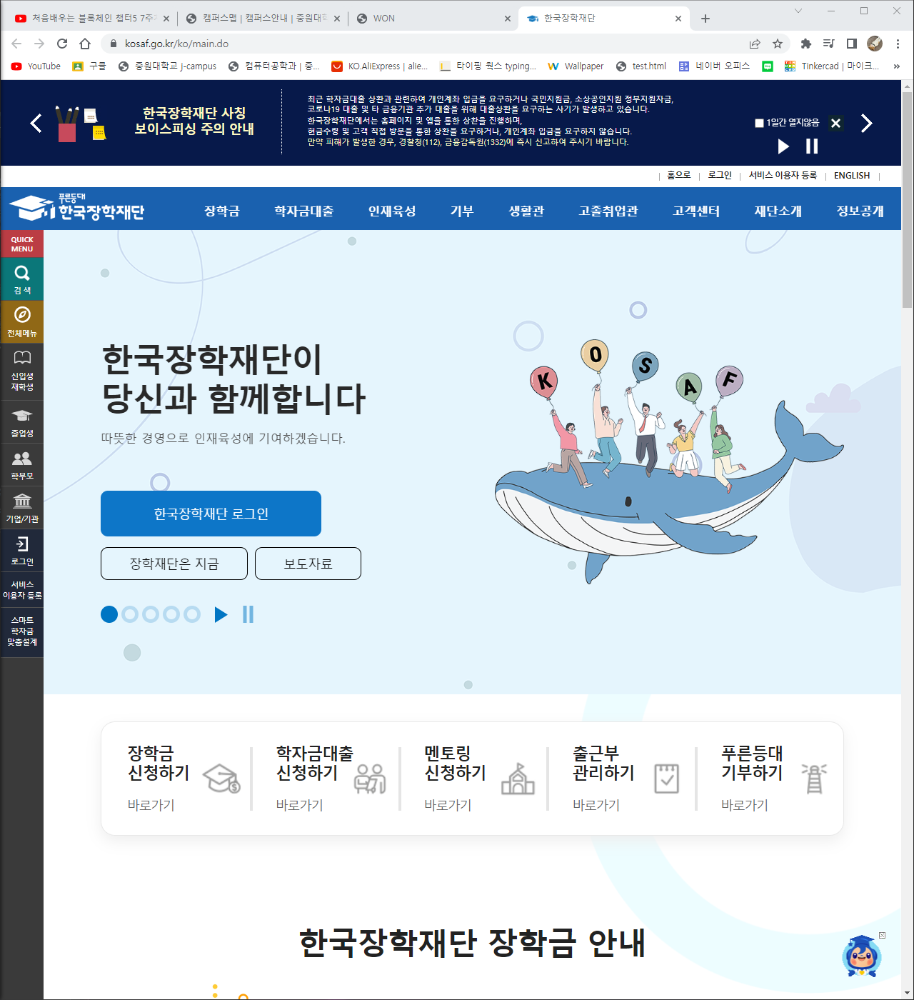 처음배우는 블록체인 챕터5 7주
캠퍼스맵 | 캠퍼스안내 | 중원대
WON
한국장학재단
kosaf.go.kr/ko/main.do
YouTube
구글
중원대학교 j-campus
컴퓨터공학과 | 중...
KO.AliExpress | alie...
타이핑 웍스 typing...
Wallpaper
test.html
네이버 오피스
Tinkercad | 마이크...
»
한국장학재단 사칭
보이스피싱 주의 안내
최근 학자금대출 상환과 관련하여 개인계좌 입금을 요구하거나 국민지원금, 소상공인지원 정부지원자금,
코로나19 대출 및 타 금융기관 추가 대출을 위해 대출상환을 요구하는 사기가 발생하고 있습니다.
한국장학재단에서는 홈페이지 및 앱을 통한 상환을 진행하며,
현금수령 및 고객 직접 방문을 통한 상환을 요구하거나, 개인계좌 입금을 요구하지 않습니다.
만약 피해가 발생한 경우, 경찰청(112), 금융감독원(1332)에 즉시 신고하여 주시기 바랍니다.
1일간 열지않음
홈으로
로그인
서비스 이용자 등록
ENGLISH
푸른등대
한국장학재단
장학금
학자금대출
인재육성
기부
생활관
고졸취업관
고객센터
재단소개
정보공개
QUICK
MENU
검 색
전체메뉴
신입생
재학생
졸업생
학부모
기업/기관
로그인
서비스
이용자 등록
스마트
학자금
맞춤설계
한국장학재단이
당신과 함께합니다
따뜻한 경영으로 인재육성에 기여하겠습니다.
K O S A F
한국장학재단 로그인
장학재단은 지금
보도자료
장학금
신청하기
바로가기
학자금대출
신청하기
바로가기
멘토링
신청하기
바로가기
출근부
관리하기
바로가기
푸른등대
기부하기
바로가기
한국장학재단 장학금 안내